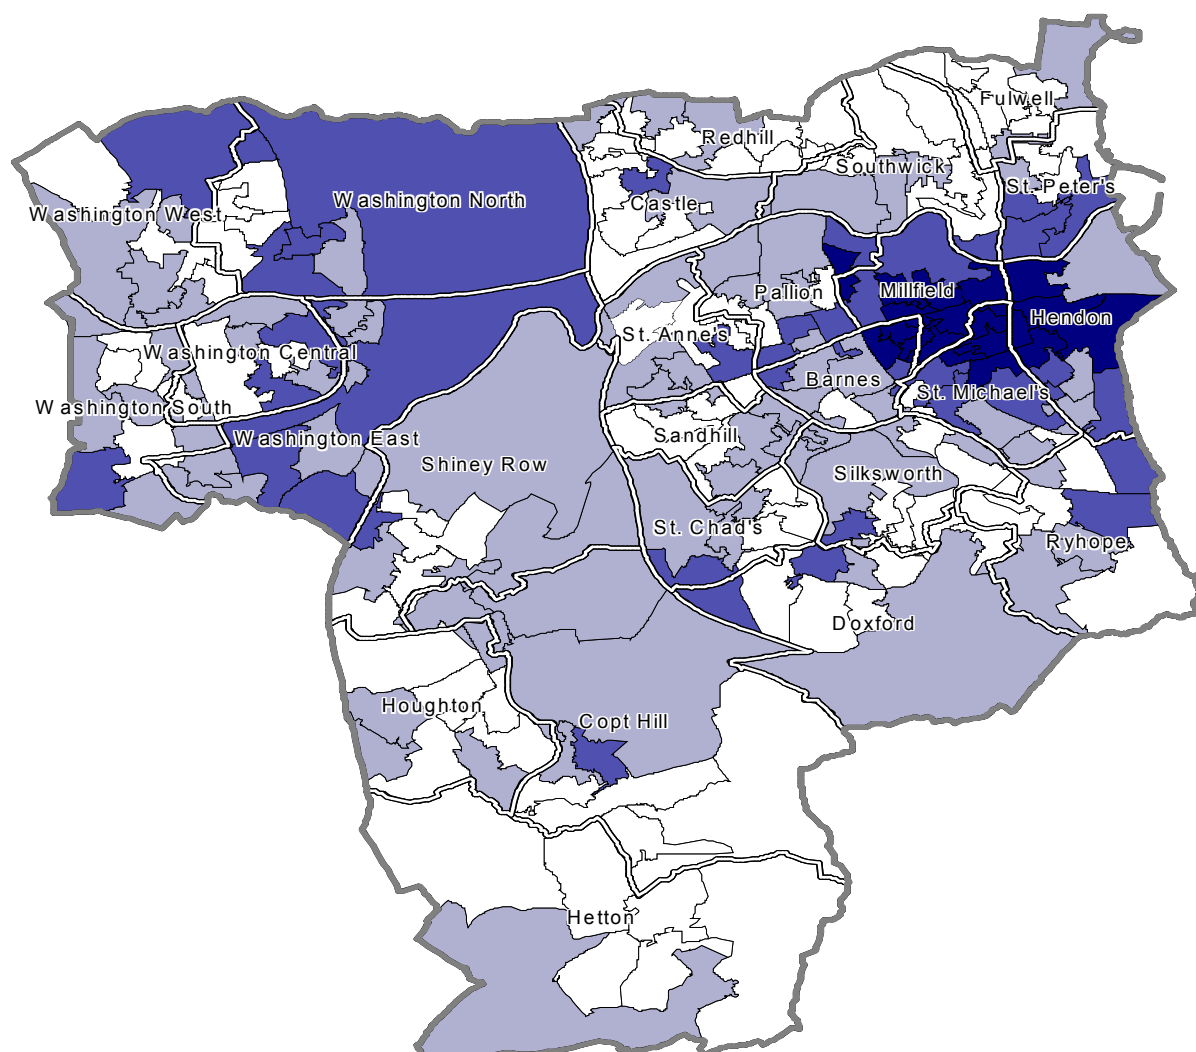 Fulwell
Redhill
Southwick
St. Peter's
Washington North
Castle
Washington West
Pallion
Millfield
Hendon
St. Anne's
Washington Central
Barnes
St. Michael's
Washington South
Washington East
Sandhill
Shiney Row
Silksworth
St. Chad's
Ryhope
Doxford
Houghton
Copt Hill
Hetton